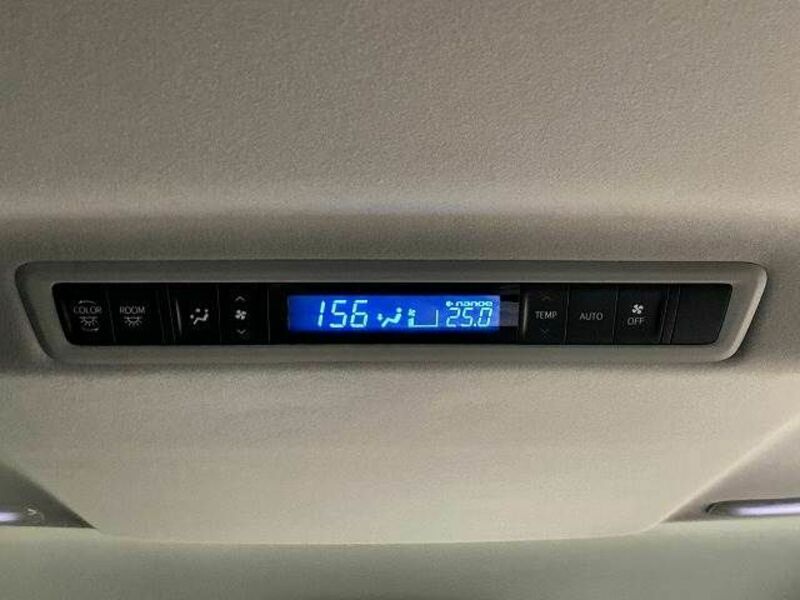 COLOR
ROOM
156
nanoe
25.0
TEMP
AUTO
OFF